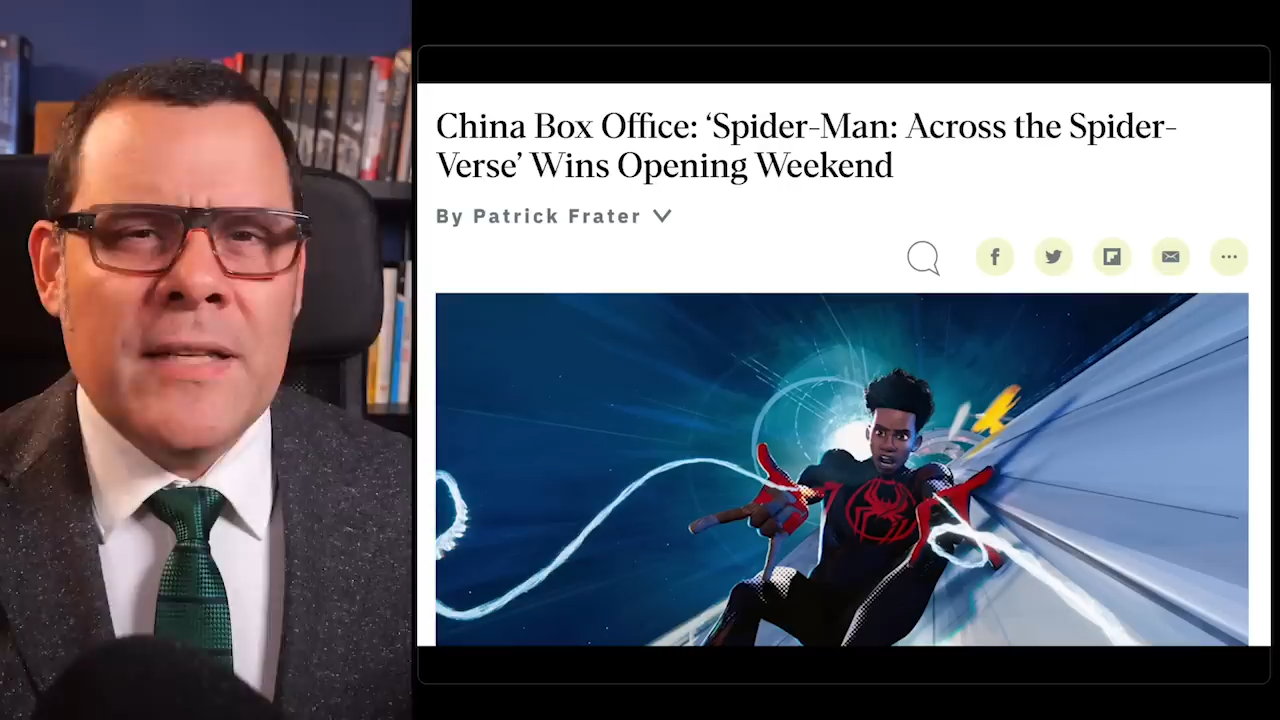 China Box Office: ‘Spider-Man: Across the Spider-
Verse’ Wins Opening Weekend
By Patrick Frater